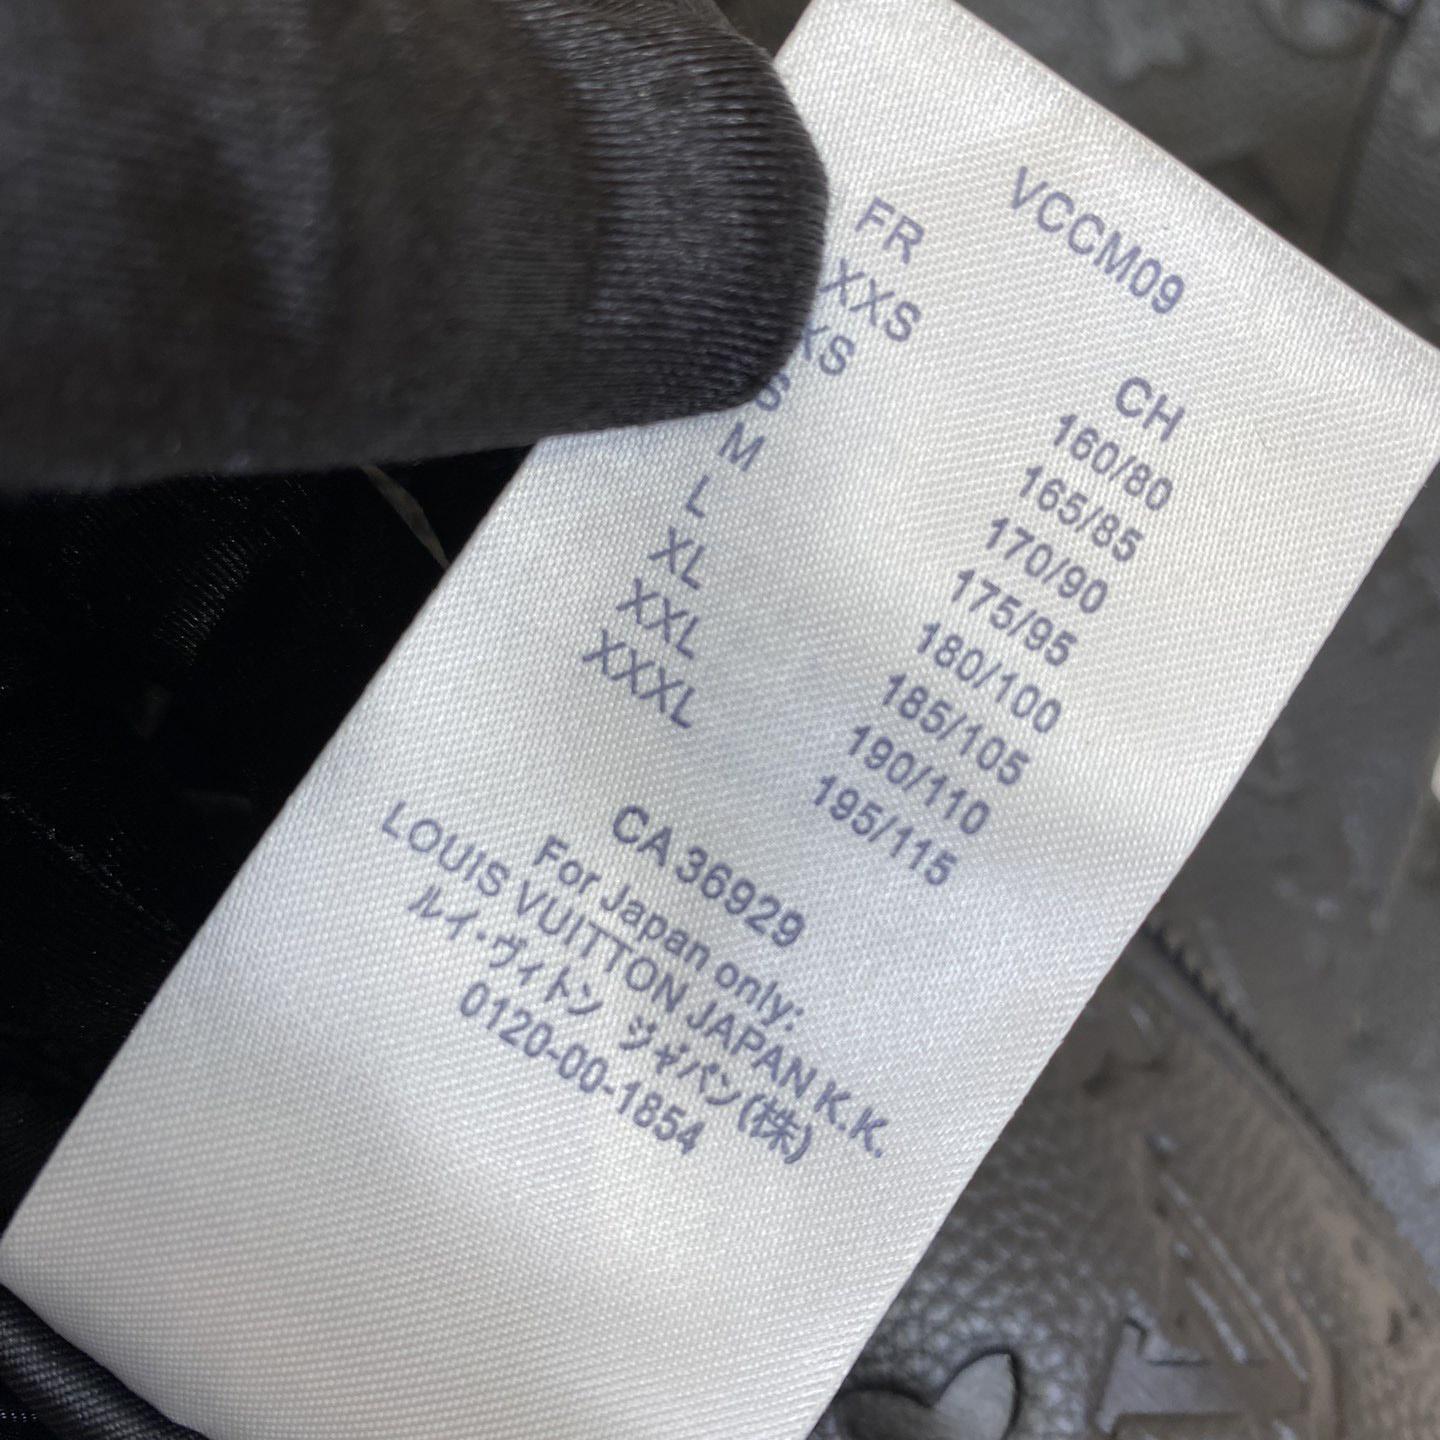 VCCM09
FR CH
XXS 160/80
XS 165/85
S 170/90
M 175/95
L 180/100
XL 185/105
XXL 190/110
XXXL 195/115
CA 36929
For Japan only:
LOUIS VUITTON JAPAN K.K.
ルイ・ヴィトン ジャパン(株)
0120-00-1854